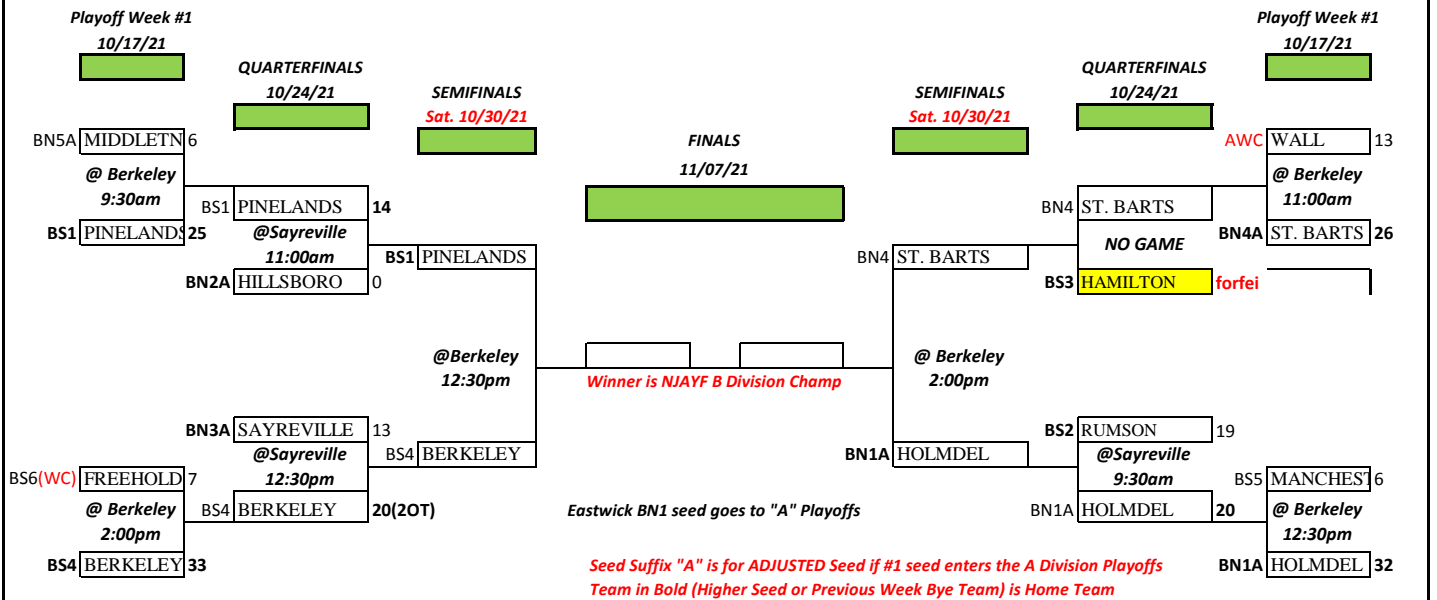 Playoff Week #1
10/17/21
QUARTERFINALS
10/24/21
SEMIFINALS
Sat. 10/30/21
FINALS
11/07/21
SEMIFINALS
Sat. 10/30/21
QUARTERFINALS
10/24/21
Playoff Week #1
10/17/21
BN5A MIDDLETN 6
@ Berkeley
9:30am
BS1 PINELANDS 25
BS1 PINELANDS 14
@Sayreville
11:00am
BN2A HILLSBORO 0
BS1 PINELANDS
@Berkeley
12:30pm
BS4 BERKELEY
BN3A SAYREVILLE 13
@Sayreville
12:30pm
BS4 BERKELEY 20(2OT)
BS6(WC) FREEHOLD 7
@ Berkeley
2:00pm
BS4 BERKELEY 33
Winner is NJAYF B Division Champ
Eastwick BN1 seed goes to "A" Playoffs
Seed Suffix "A" is for ADJUSTED Seed if #1 seed enters the A Division Playoffs
Team in Bold (Higher Seed or Previous Week Bye Team) is Home Team
BN4 ST. BARTS
@ Berkeley
2:00pm
BN1A HOLMDEL
BN4 ST. BARTS
NO GAME
BS3 HAMILTON forfei
BS2 RUMSON 19
@Sayreville
9:30am
BN1A HOLMDEL 20
AWC WALL 13
@ Berkeley
11:00am
BN4A ST. BARTS 26
BS5 MANCHEST 6
@ Berkeley
12:30pm
BN1A HOLMDEL 32